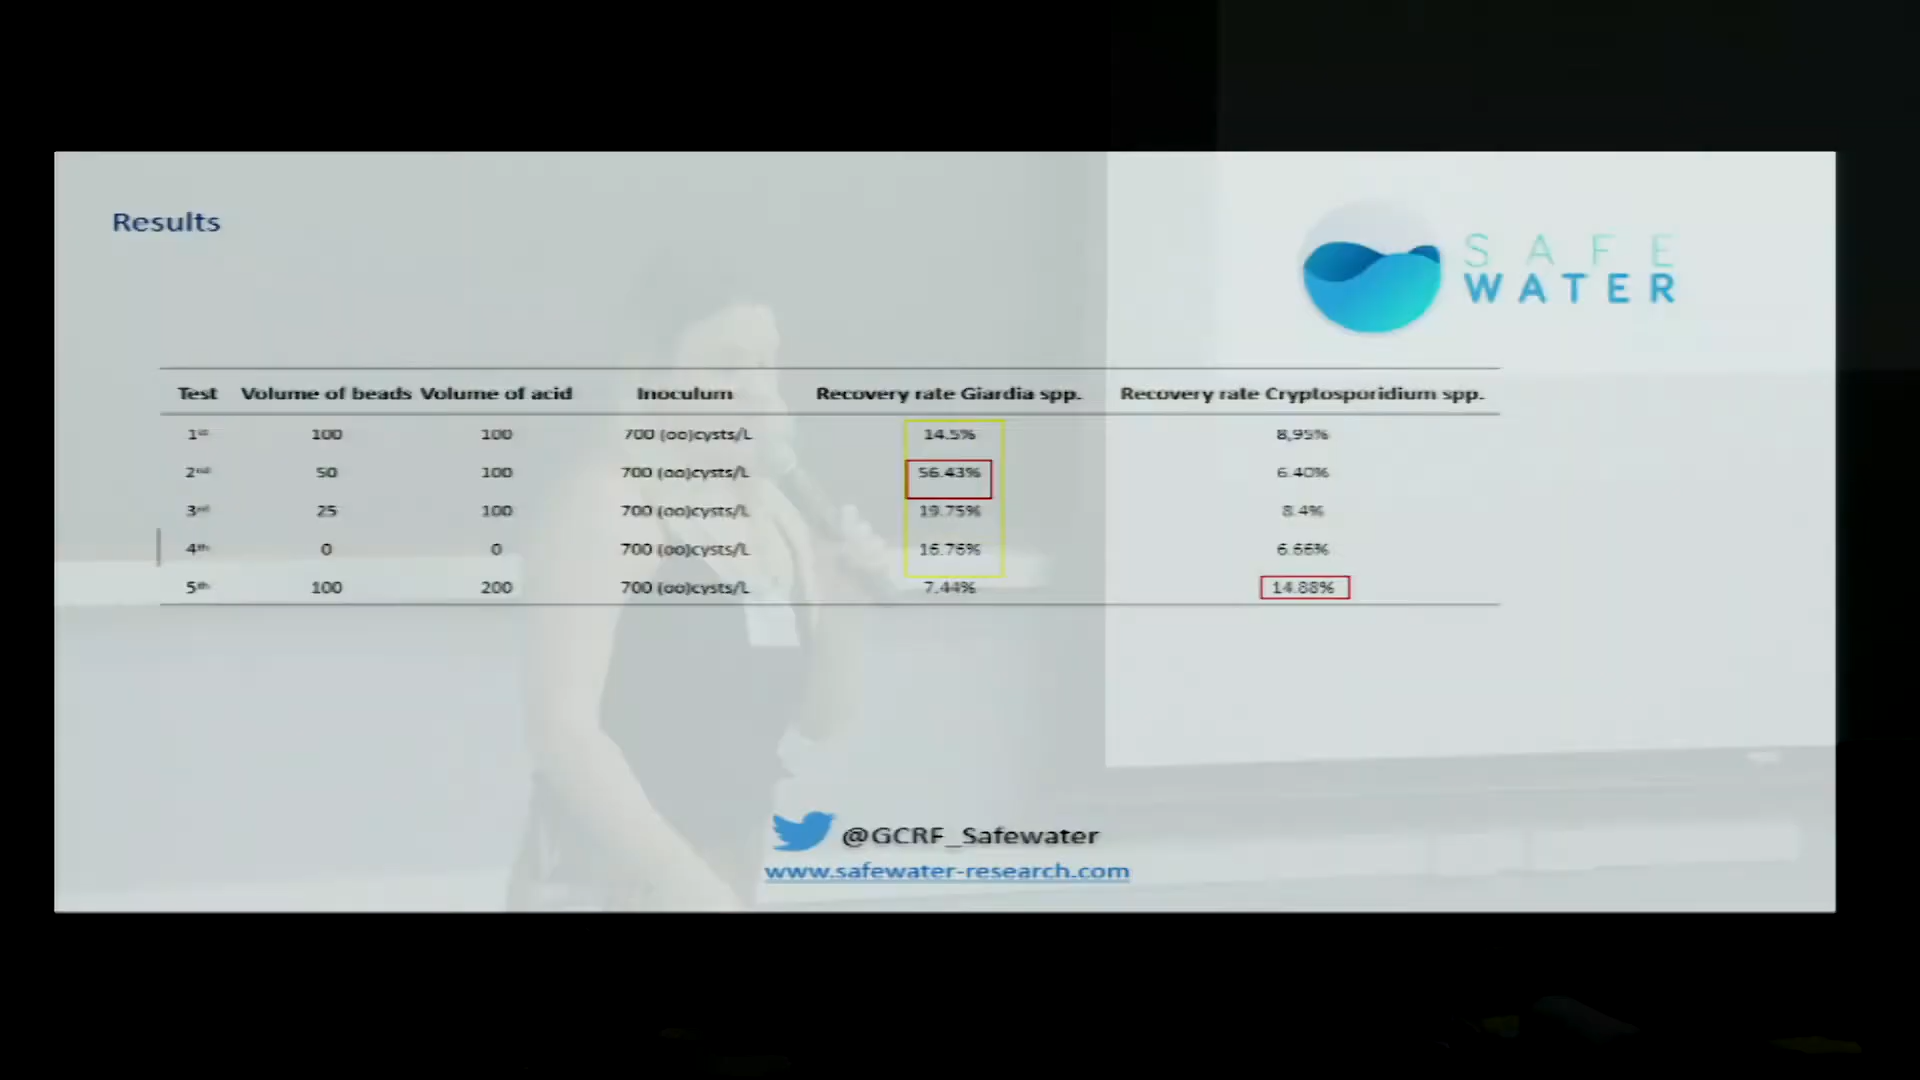 Results
SAFE
WATER
Test Volume of beads Volume of acid Inoculum Recovery rate Giardia spp. Recovery rate Cryptosporidium spp.
1st 100 100 700 (oo)cysts/L 14.5% 8,95%
2nd 50 100 700 (oo)cysts/L 56.43% 6.40%
3rd 25 100 700 (oo)cysts/L 19.75% 8.4%
4th 0 0 700 (oo)cysts/L 16.76% 6.66%
5th 100 200 700 (oo)cysts/L 7.44% 14.88%
@GCRF_Safewater
www.safewater-research.com